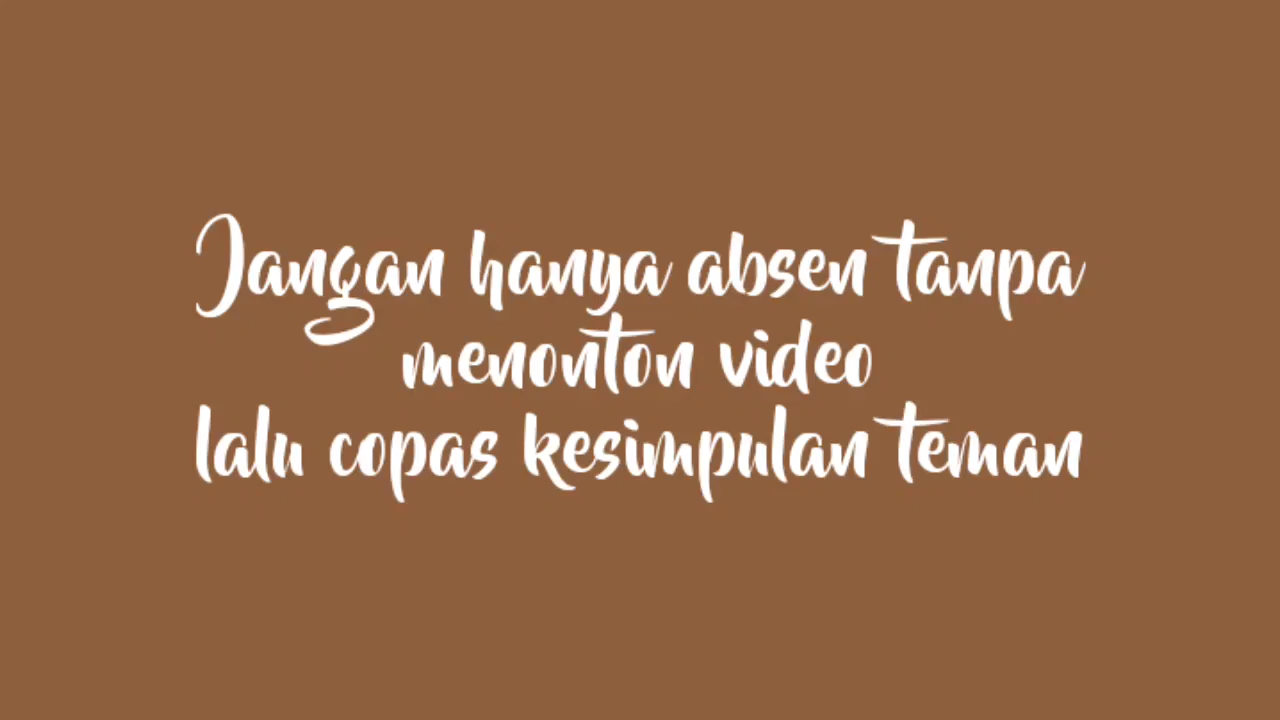 Jangan hanya absen tanpa
menonton video
lalu copas kesimpulan teman